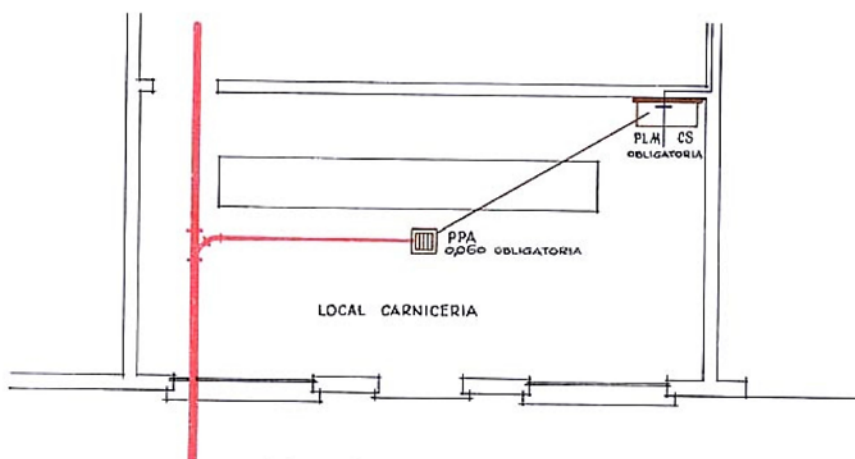 PLM CS
OBLIGATORIA
PPA
0,060 OBLIGATORIA
LOCAL CARNICERIA